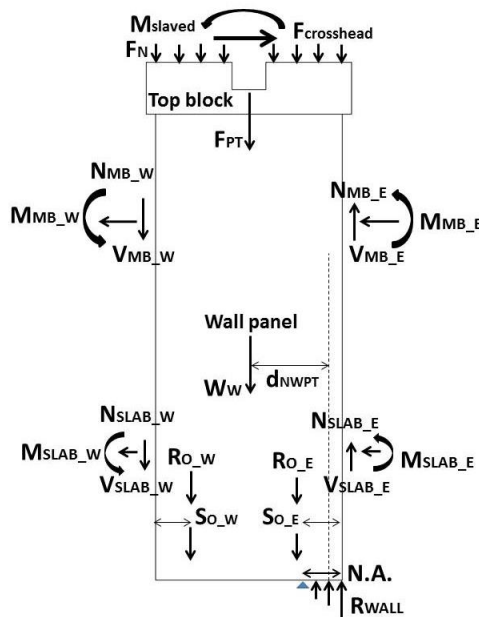 Mslaved
Fcrosshead
FN
Top block
FPT
NMB_W
NMB_E
MMB_W
MMB_E
VMB_W
VMB_E
Wall panel
WW
dNWPT
NSLAB_W
NSLAB_E
MSLAB_W
RO_W
RO_E
MSLAB_E
VSLAB_W
VSLAB_E
SO_W
SO_E
N.A.
RWALL